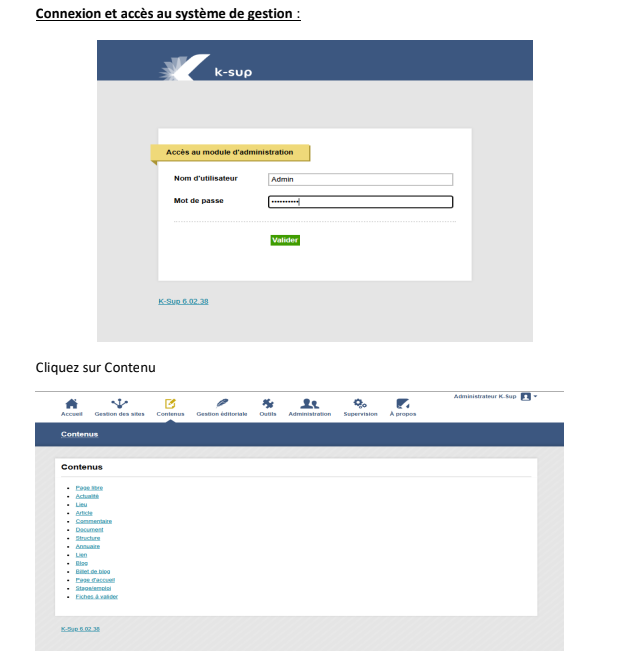 Connexion et accès au système de gestion :
k-sup
Accès au module d'administration
Nom d'utilisateur
Admin
Mot de passe
••••••••••
Valider
K-Sup 6.02.38
Cliquez sur Contenu
Administrateur K-Sup
Accueil Gestion des sites Contenus Gestion éditoriale Outils Administration Supervision À propos
Contenus
Contenus
Page libre
Actualité
Lieu
Article
Commentaire
Document
Structure
Annuaire
Lien
Blog
Billet de blog
Page d'accueil
Stage/emploi
Fiches à valider
K-Sup 6.02.38